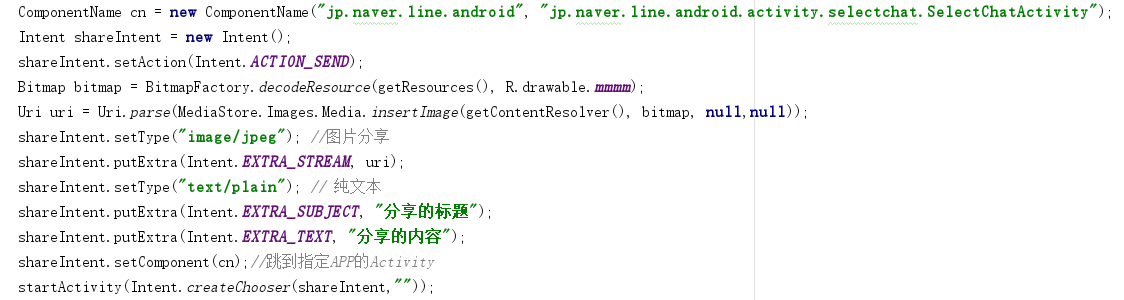 ComponentName cn = new ComponentName("jp.naver.line.android", "jp.naver.line.android.activity.selectchat.SelectChatActivity");
Intent shareIntent = new Intent();
shareIntent.setAction(Intent.ACTION_SEND);
Bitmap bitmap = BitmapFactory.decodeResource(getResources(), R.drawable.mmmm);
Uri uri = Uri.parse(MediaStore.Images.Media.insertImage(getContentResolver(), bitmap, null,null));
shareIntent.setType("image/jpeg"); //图片分享
shareIntent.putExtra(Intent.EXTRA_STREAM, uri);
shareIntent.setType("text/plain"); // 纯文本
shareIntent.putExtra(Intent.EXTRA_SUBJECT, "分享的标题");
shareIntent.putExtra(Intent.EXTRA_TEXT, "分享的内容");
shareIntent.setComponent(cn);//跳到指定APP的Activity
startActivity(Intent.createChooser(shareIntent,""));